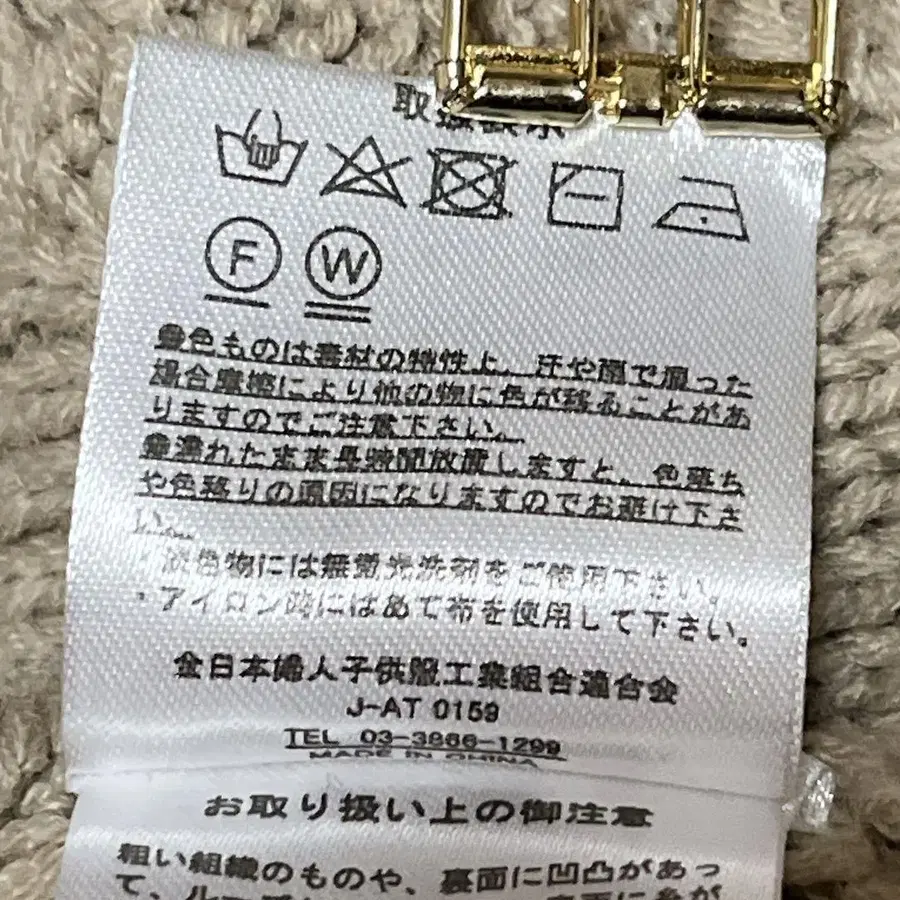 取扱表示
F W
●色ものは素材の特性上、汗や雨で湿った
場合摩擦により他の物に色が移ることがあ
りますのでご注意下さい。
●濡れたまま長時間放置しますと、色落ち
や色移りの原因になりますのでお避け下さ
い。
・淡色物には無蛍光洗剤をご使用下さい。
・アイロン時にはあて布を使用して下さい。
全日本婦人子供服工業組合連合会
J-AT 0159
TEL 03-3866-1299
MADE IN CHINA
お取り扱い上の御注意
粗い組織のものや、裏面に凹凸があっ
て、ループ